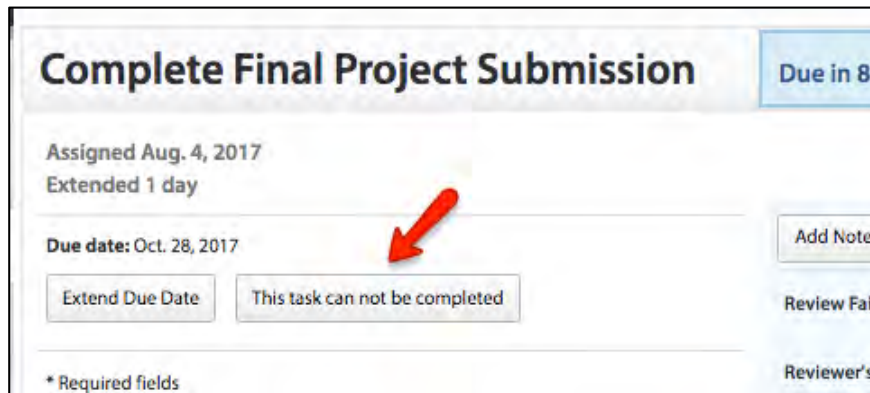 Complete Final Project Submission
Due in 8
Assigned Aug. 4, 2017
Extended 1 day
Due date: Oct. 28, 2017
Add Note
Extend Due Date
This task can not be completed
Review Fai
* Required fields
Reviewer's